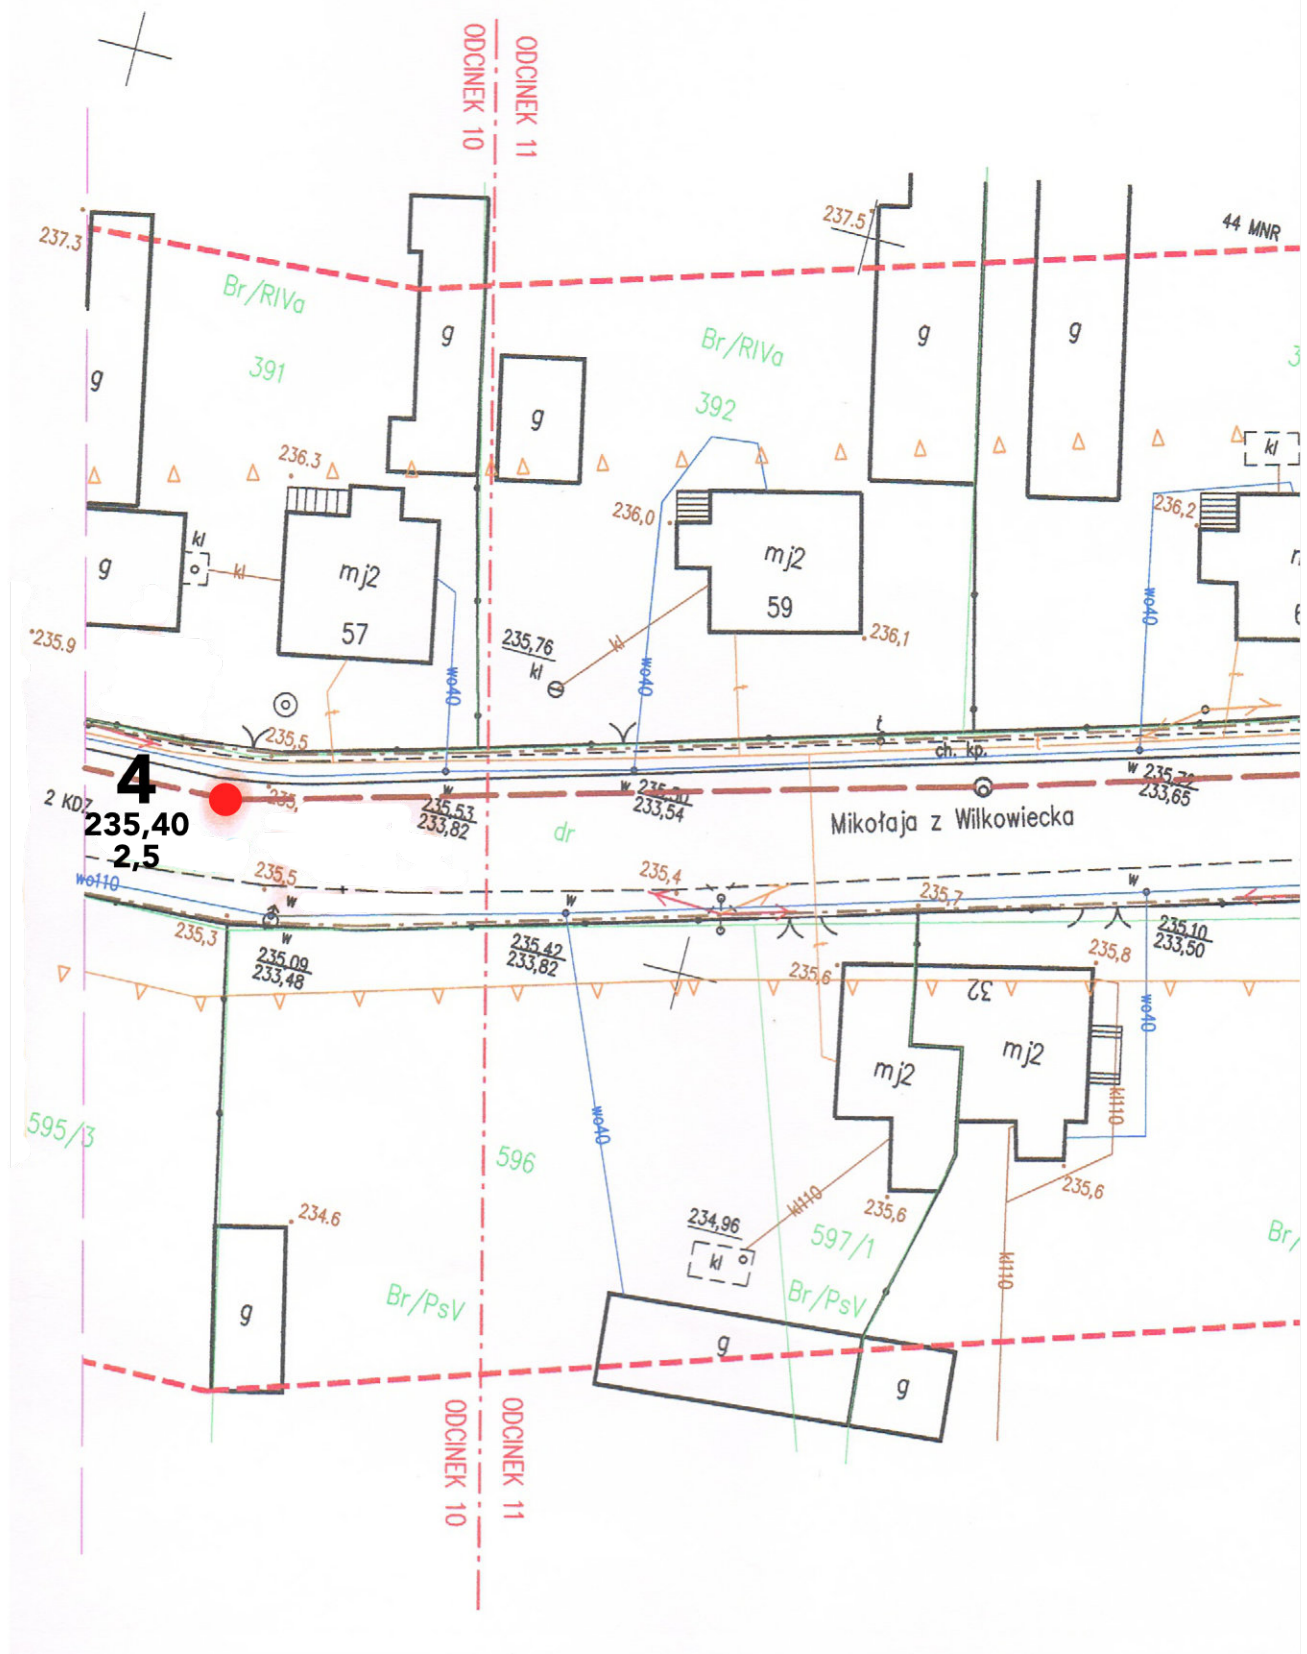 ODCINEK 10
ODCINEK 11
237.3
237.5
44 MNR
Br/RIVa
391
g
g
g
Br/RIVa
392
g
g
g
kl
236.3
236,0
236,2
kl
kl
g
mj2
57
mj2
59
235.9
235,76
kl
kl
236,1
wo40
wo40
wo40
t
t
235,5
t
ch. kp.
t
t
4
235,40
2,5
2 KDZ
235,
w
235,53
233,82
w
233,54
w
233,65
Mikołaja z Wilkowiecka
dr
wo110
235,5
w
235,4
w
235,7
w
235,3
w
235,09
233,48
235,42
233,82
235,10
233,50
235,6
t
235,8
32
mj2
mj2
wo40
595/3
596
wo40
kl110
kl110
235,6
235,6
234,96
kl
597/1
234.6
Br/PsV
Br/PsV
kl110
Br/
g
g
g
ODCINEK 10
ODCINEK 11